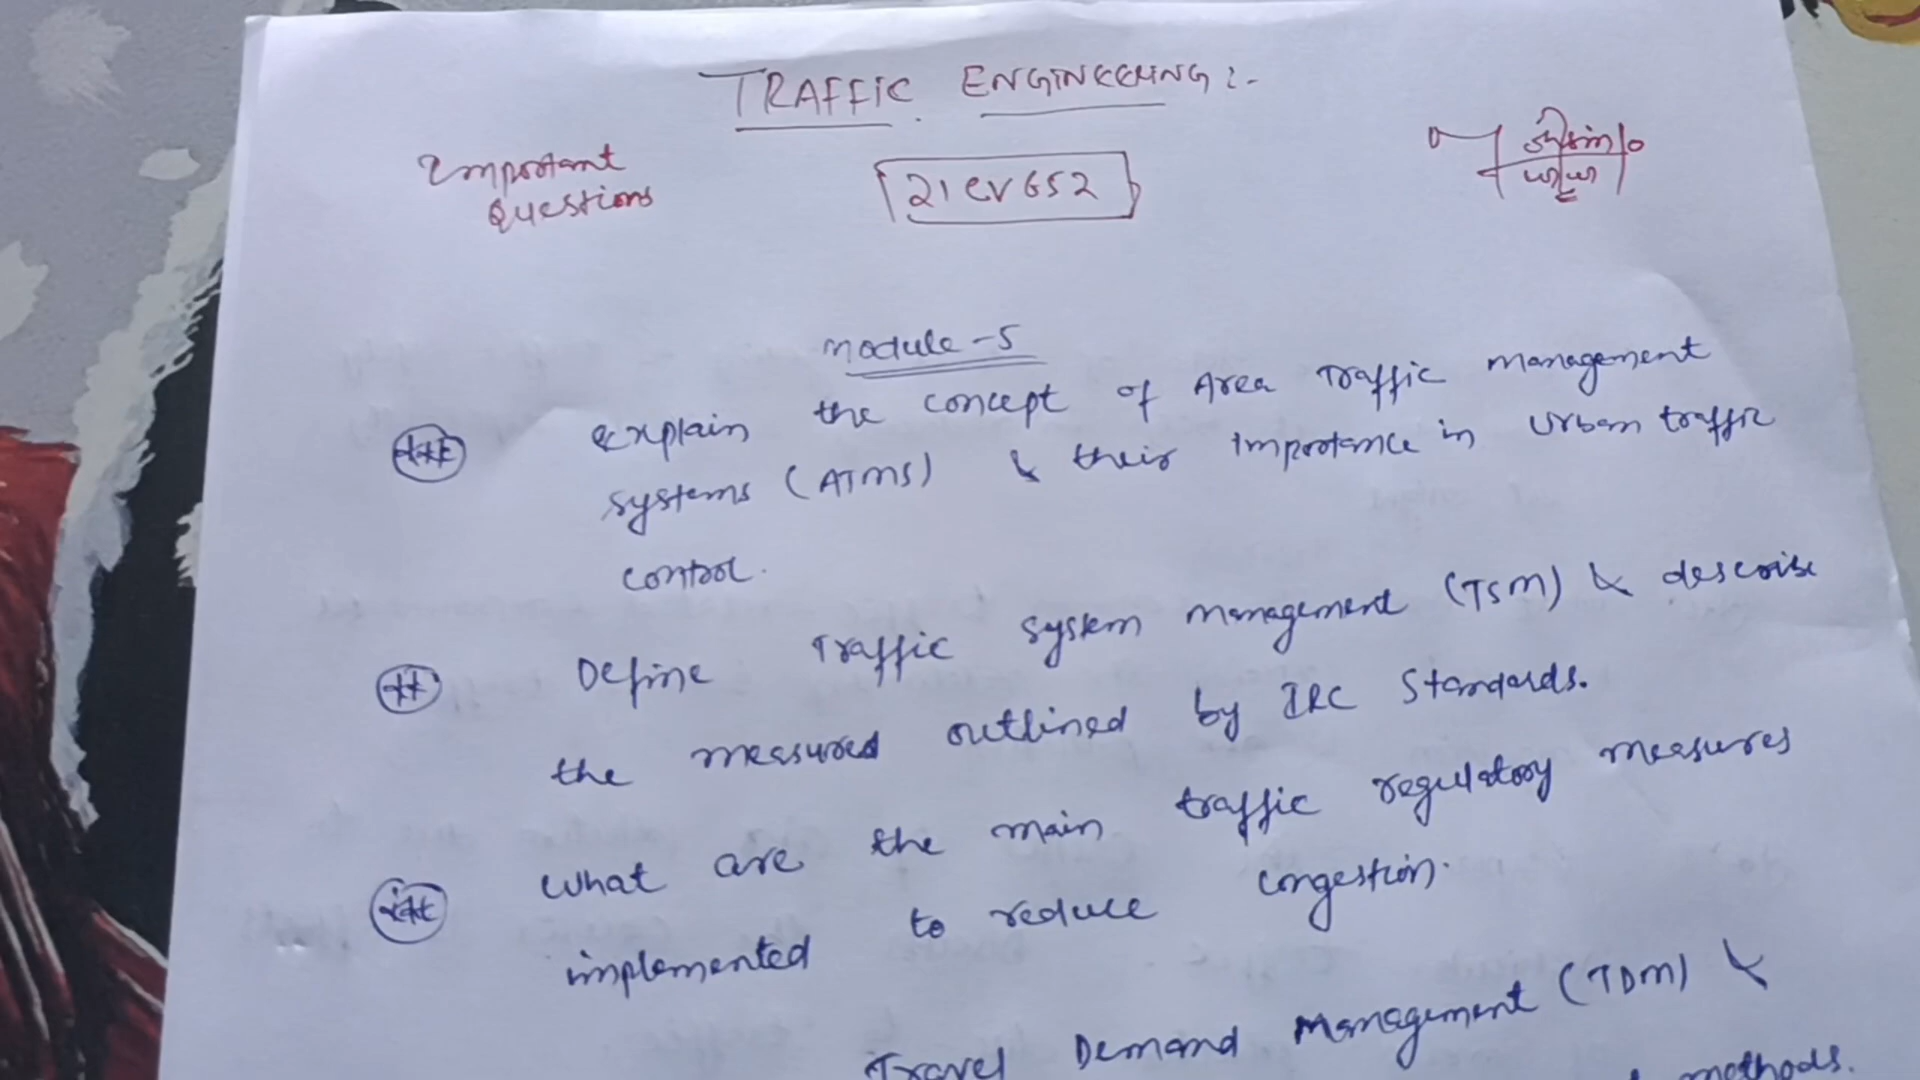 TRAFFIC ENGINEERING :-
Important
Questions
21CV652
Module-5
*** Explain the concept of Area Traffic Management
systems (ATMS) & their Importance in Urban traffic
control.
** Define Traffic System Management (TSM) & describe
the measured outlined by IRC Standards.
*** What are the main traffic regulatory measures
implemented to reduce congestion.
Travel Demand Management (TDM) &
methods.